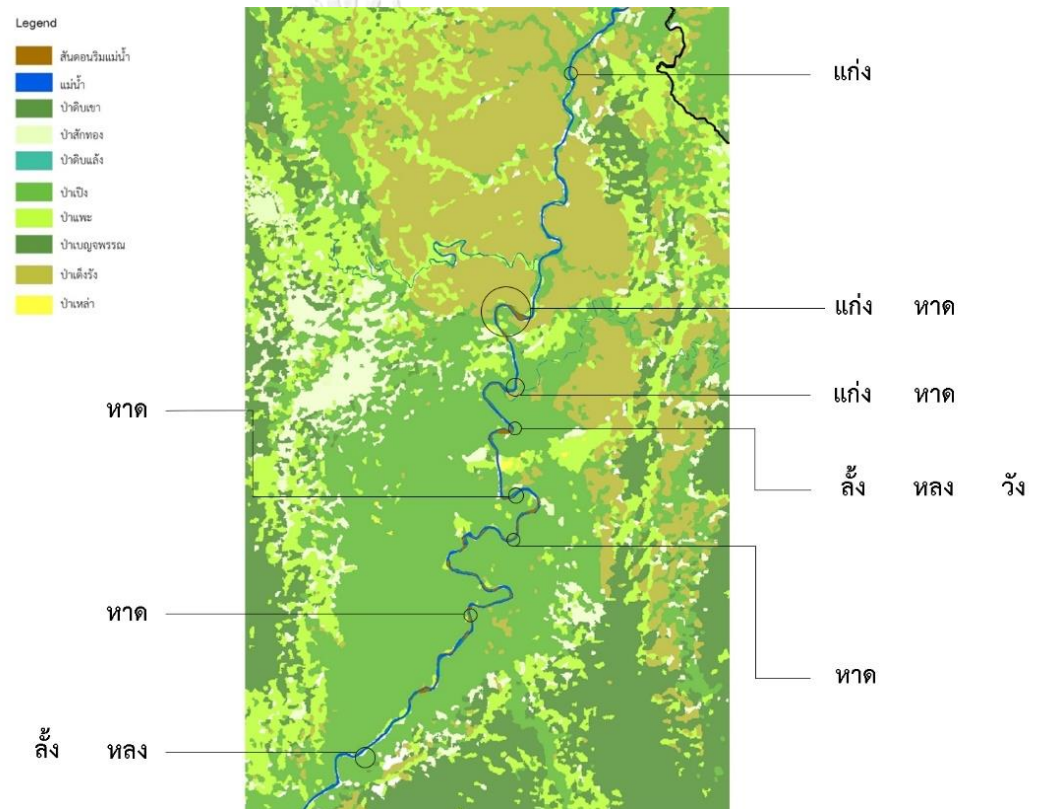 Legend
สันดอนริมแม่น้ำ
แม่น้ำ
ป่าดิบเขา
ป่าสักทอง
ป่าดิบแล้ง
ป่าเปิง
ป่าแพะ
ป่าเบญจพรรณ
ป่าเต็งรัง
ป่าเหล่า
แก่ง
แก่ง หาด
แก่ง หาด
หาด
ลั้ง หลง วัง
หาด
หาด
ลั้ง หลง